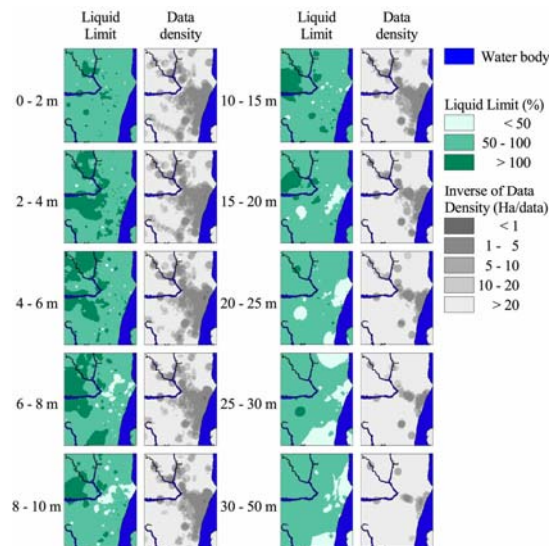 Liquid Limit
Data density
Liquid Limit
Data density
0 - 2 m
10 - 15 m
2 - 4 m
15 - 20 m
4 - 6 m
20 - 25 m
6 - 8 m
25 - 30 m
8 - 10 m
30 - 50 m
Water body
Liquid Limit (%)
< 50
50 - 100
> 100
Inverse of Data
Density (Ha/data)
< 1
1 - 5
5 - 10
10 - 20
> 20